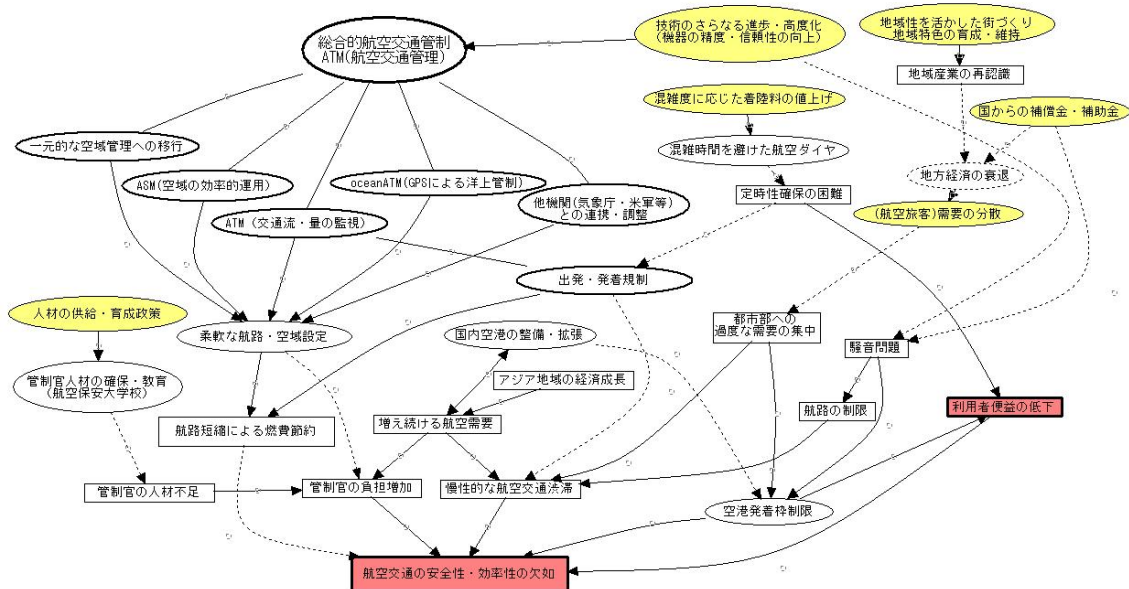 技術のさらなる進歩・高度化
(機器の精度・信頼性の向上)
地域性を活かした街づくり
地域特色の育成・維持
総合的航空交通管制
ATM(航空交通管理)
地域産業の再認識
混雑度に応じた着陸料の値上げ
国からの補償金・補助金
一元的な空域管理への移行
混雑時間を避けた航空ダイヤ
地方経済の衰退
ASM(空域の効率的運用)
oceanATM(GPSによる洋上管制)
定時性確保の困難
他機関(気象庁・米軍等)
との連携・調整
ATM (交通流・量の監視)
(航空旅客)需要の分散
出発・発着規制
人材の供給・育成政策
柔軟な航路・空域設定
国内空港の整備・拡張
都市部への
過度な需要の集中
騒音問題
管制官人材の確保・教育
(航空保安大学校)
アジア地域の経済成長
航路の制限
利用者便益の低下
航路短縮による燃費節約
増え続ける航空需要
管制官の人材不足
管制官の負担増加
慢性的な航空交通渋滞
空港発着枠制限
航空交通の安全性・効率性の欠如